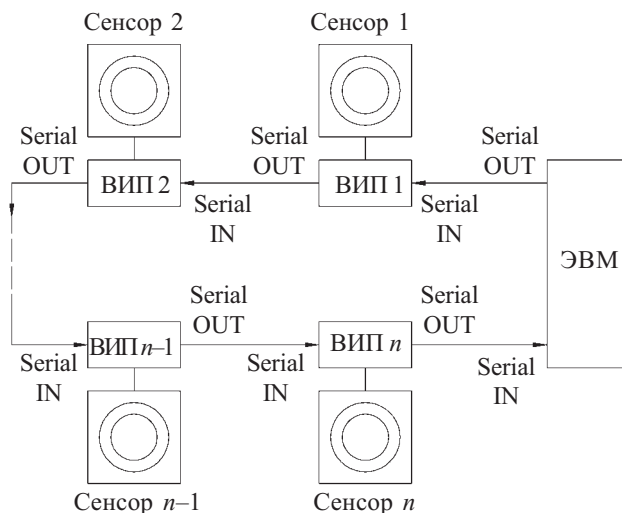 Сенсор 2
Сенсор 1
Serial
OUT
Serial
OUT
Serial
OUT
ВИП 2
ВИП 1
Serial
IN
Serial
IN
ЭВМ
Serial
OUT
Serial
OUT
ВИП n–1
ВИП n
Serial
IN
Serial
IN
Serial
IN
Сенсор n–1
Сенсор n